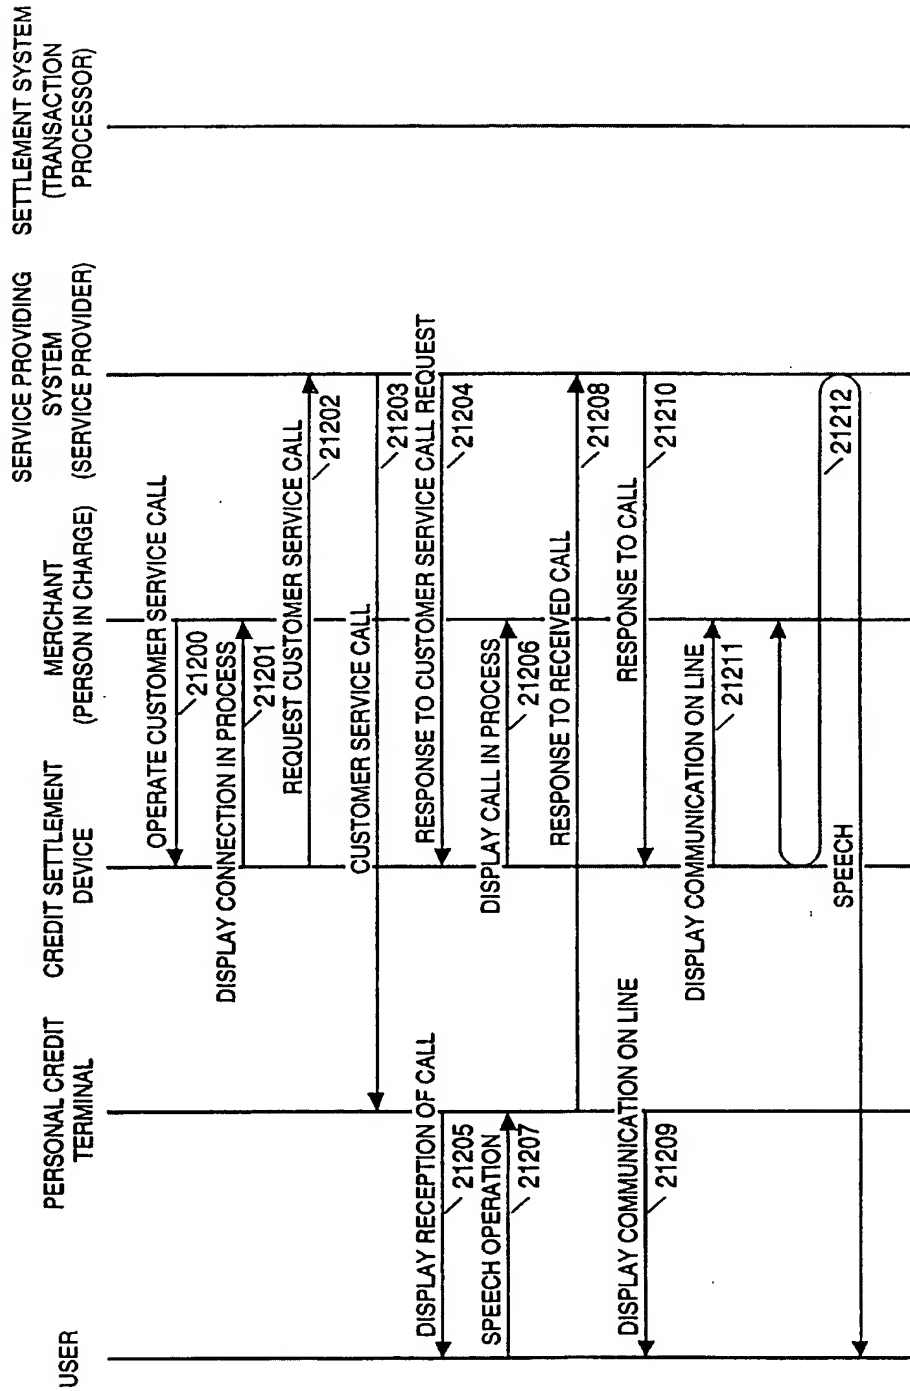 USER
PERSONAL CREDIT
TERMINAL
CREDIT SETTLEMENT
DEVICE
MERCHANT
(PERSON IN CHARGE)
SERVICE PROVIDING
SYSTEM
(SERVICE PROVIDER)
SETTLEMENT SYSTEM
(TRANSACTION
PROCESSOR)
OPERATE CUSTOMER SERVICE CALL
21200
DISPLAY CONNECTION IN PROCESS
21201
REQUEST CUSTOMER SERVICE CALL
21202
CUSTOMER SERVICE CALL
21203
RESPONSE TO CUSTOMER SERVICE CALL REQUEST
21204
DISPLAY RECEPTION OF CALL
21205
DISPLAY CALL IN PROCESS
21206
SPEECH OPERATION
21207
RESPONSE TO RECEIVED CALL
21208
DISPLAY COMMUNICATION ON LINE
21209
RESPONSE TO CALL
21210
DISPLAY COMMUNICATION ON LINE
21211
SPEECH
21212